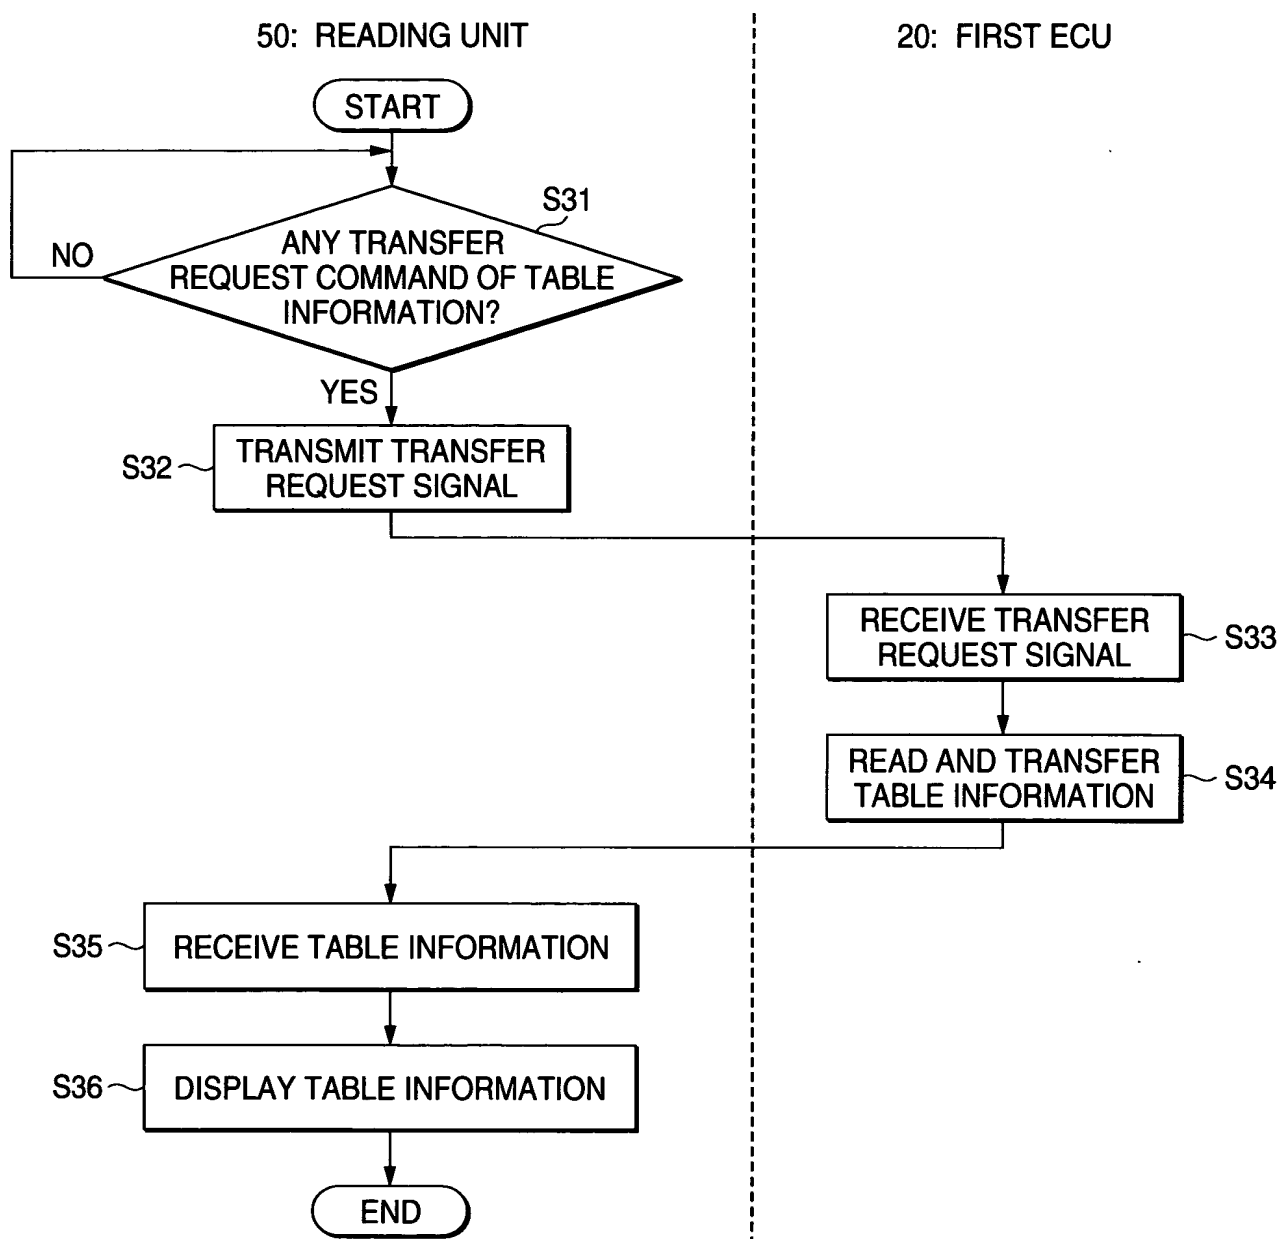 50: READING UNIT
20: FIRST ECU
START
S31
ANY TRANSFER
REQUEST COMMAND OF TABLE
INFORMATION?
NO
YES
S32
TRANSMIT TRANSFER
REQUEST SIGNAL
RECEIVE TRANSFER
REQUEST SIGNAL
S33
READ AND TRANSFER
TABLE INFORMATION
S34
S35
RECEIVE TABLE INFORMATION
S36
DISPLAY TABLE INFORMATION
END